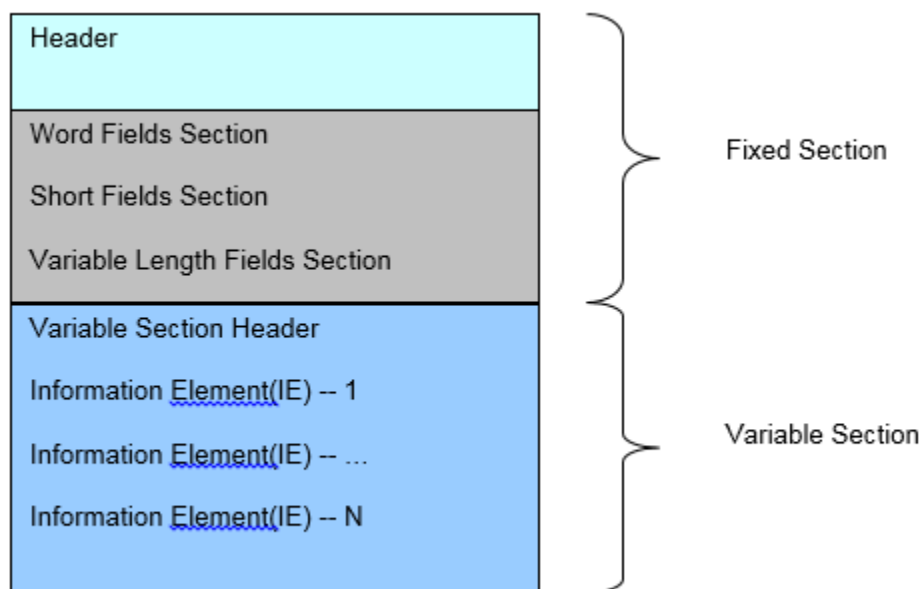 Header
Word Fields Section
Short Fields Section
Variable Length Fields Section
Fixed Section
Variable Section Header
Information Element(IE) -- 1
Information Element(IE) -- ...
Information Element(IE) -- N
Variable Section